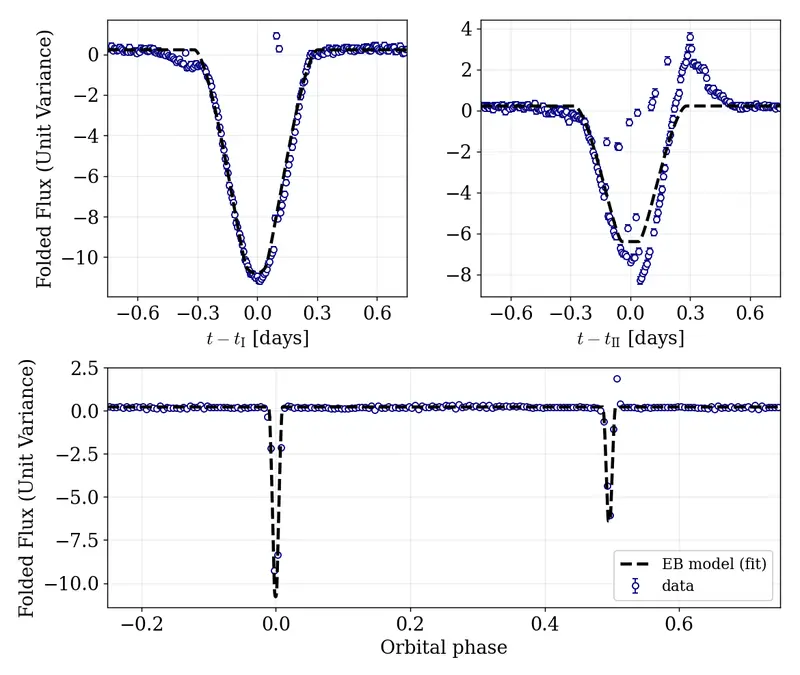 Folded Flux (Unit Variance)
0
−2
−4
−6
−8
−10
−0.6 −0.3 0.0 0.3 0.6
t − tI [days]
4
2
0
−2
−4
−6
−8
−0.6 −0.3 0.0 0.3 0.6
t − tII [days]
Folded Flux (Unit Variance)
2.5
0.0
−2.5
−5.0
−7.5
−10.0
EB model (fit)
data
−0.2 0.0 0.2 0.4 0.6
Orbital phase